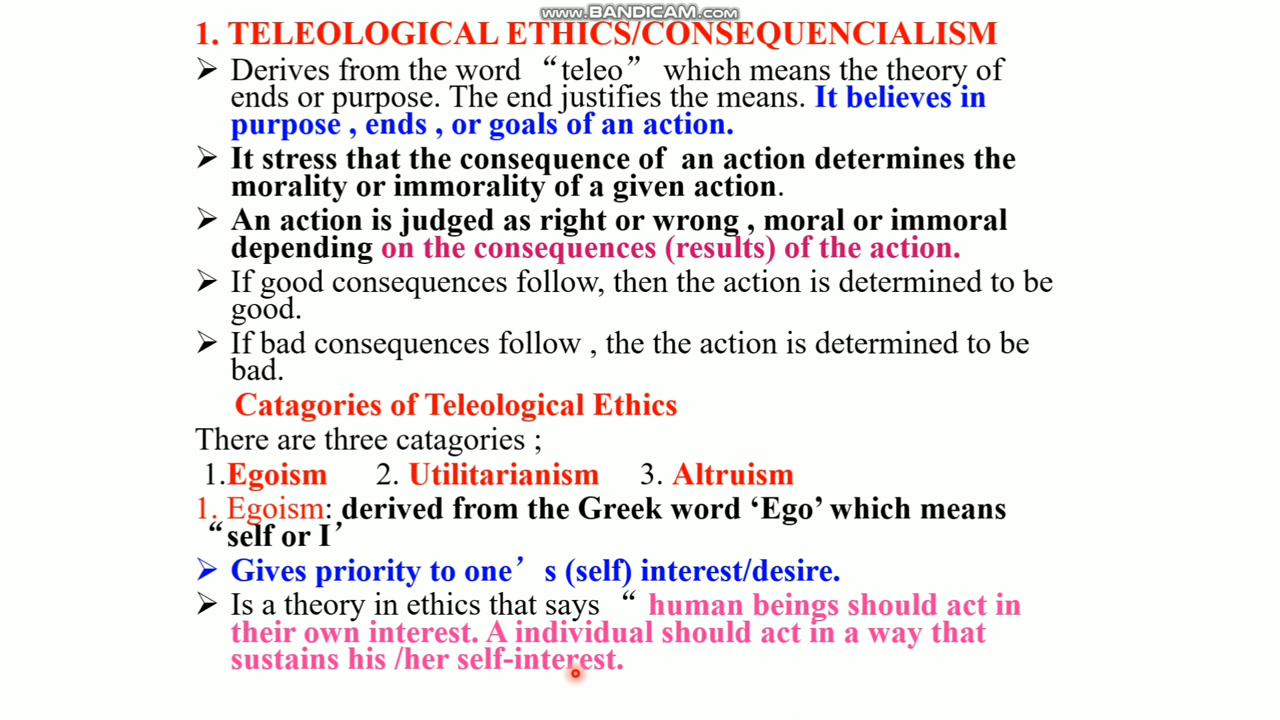 www.BANDICAM.com
1. TELEOLOGICAL ETHICS/CONSEQUENCIALISM
➢ Derives from the word “teleo” which means the theory of
ends or purpose. The end justifies the means. It believes in
purpose , ends , or goals of an action.
➢ It stress that the consequence of an action determines the
morality or immorality of a given action.
➢ An action is judged as right or wrong , moral or immoral
depending on the consequences (results) of the action.
➢ If good consequences follow, then the action is determined to be
good.
➢ If bad consequences follow , the the action is determined to be
bad.
Catagories of Teleological Ethics
There are three catagories ;
1.Egoism 2. Utilitarianism 3. Altruism
1. Egoism: derived from the Greek word ‘Ego’ which means
“self or I’
➢ Gives priority to one’s (self) interest/desire.
➢ Is a theory in ethics that says “ human beings should act in
their own interest. A individual should act in a way that
sustains his /her self-interest.